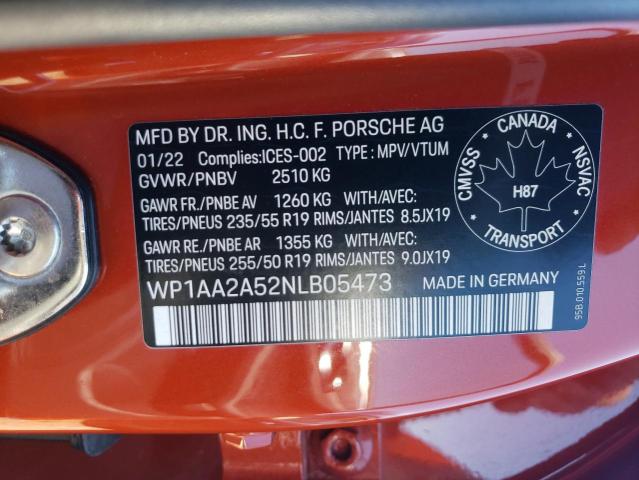 MFD BY DR. ING. H.C. F. PORSCHE AG
01/22 Complies:ICES-002 TYPE : MPV/VTUM
GVWR/PNBV 2510 KG
GAWR FR./PNBE AV 1260 KG WITH/AVEC:
TIRES/PNEUS 235/55 R19 RIMS/JANTES 8.5JX19
GAWR RE./PNBE AR 1355 KG WITH/AVEC:
TIRES/PNEUS 255/50 R19 RIMS/JANTES 9.0JX19
WP1AA2A52NLB05473 MADE IN GERMANY
CMVSS CANADA NSVAC
H87
TRANSPORT
95B.010.559.L